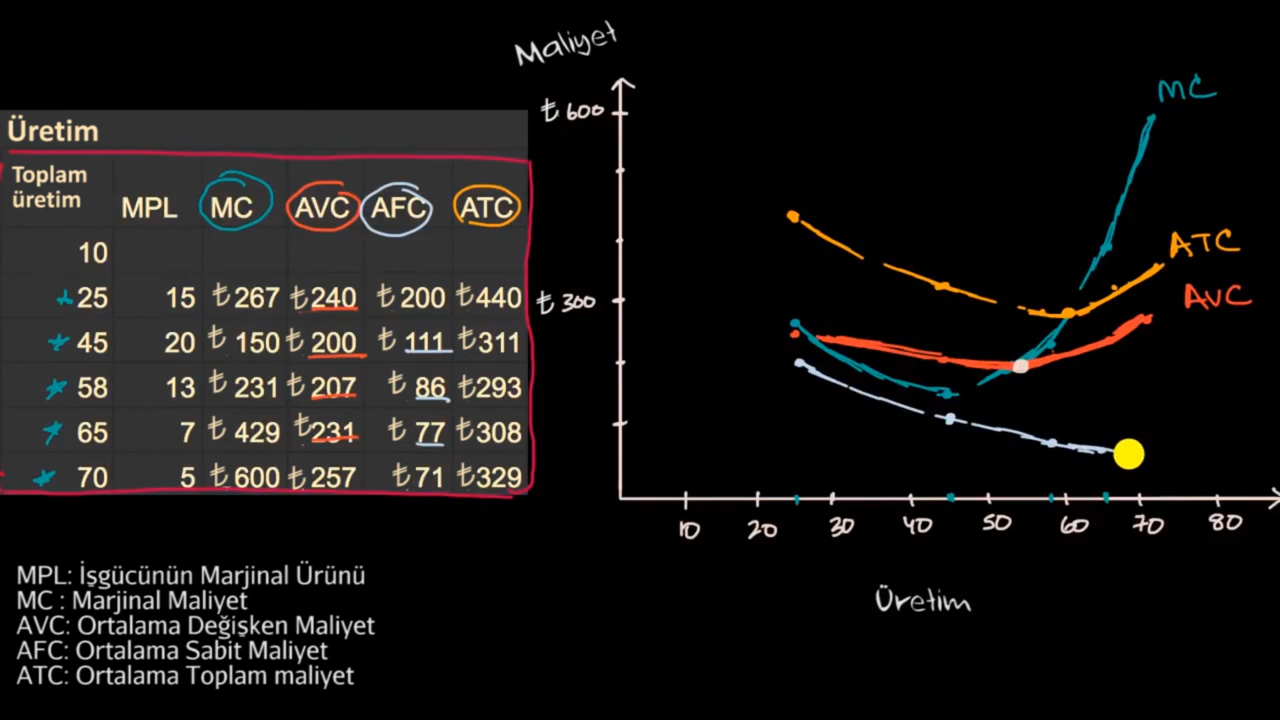 Maliyet
₺ 600
₺ 300
Üretim
Toplam üretim MPL MC AVC AFC ATC
10
25 15 ₺267 ₺240 ₺200 ₺440
45 20 ₺150 ₺200 ₺111 ₺311
58 13 ₺231 ₺207 ₺86 ₺293
65 7 ₺429 ₺231 ₺77 ₺308
70 5 ₺600 ₺257 ₺71 ₺329
MC
ATC
AVC
10 20 30 40 50 60 70 80
Üretim
MPL: İşgücünün Marjinal Ürünü
MC : Marjinal Maliyet
AVC: Ortalama Değişken Maliyet
AFC: Ortalama Sabit Maliyet
ATC: Ortalama Toplam maliyet